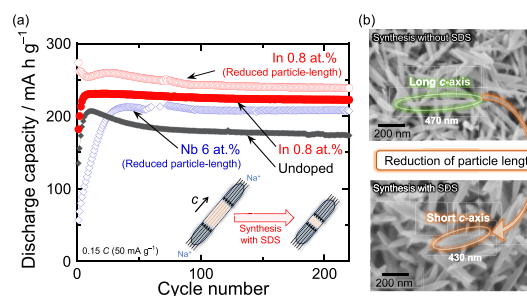 (a)
300
250
200
150
100
50
0
0
100
200
Discharge capacity / mA h g⁻¹
Cycle number
In 0.8 at.%
(Reduced particle-length)
Nb 6 at.%
(Reduced particle-length)
In 0.8 at.%
Undoped
Na⁺
c
Synthesis
with SDS
Na⁺
0.15 C (50 mA g⁻¹)
(b)
Synthesis without SDS
Long c-axis
470 nm
200 nm
Reduction of particle length
Synthesis with SDS
Short c-axis
430 nm
200 nm